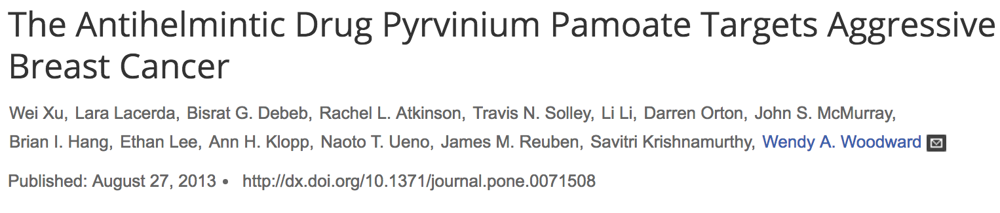 The Antihelmintic Drug Pyrvinium Pamoate Targets Aggressive
Breast Cancer
Wei Xu, Lara Lacerda, Bisrat G. Debeb, Rachel L. Atkinson, Travis N. Solley, Li Li, Darren Orton, John S. McMurray,
Brian I. Hang, Ethan Lee, Ann H. Klopp, Naoto T. Ueno, James M. Reuben, Savitri Krishnamurthy, Wendy A. Woodward
Published: August 27, 2013 • http://dx.doi.org/10.1371/journal.pone.0071508